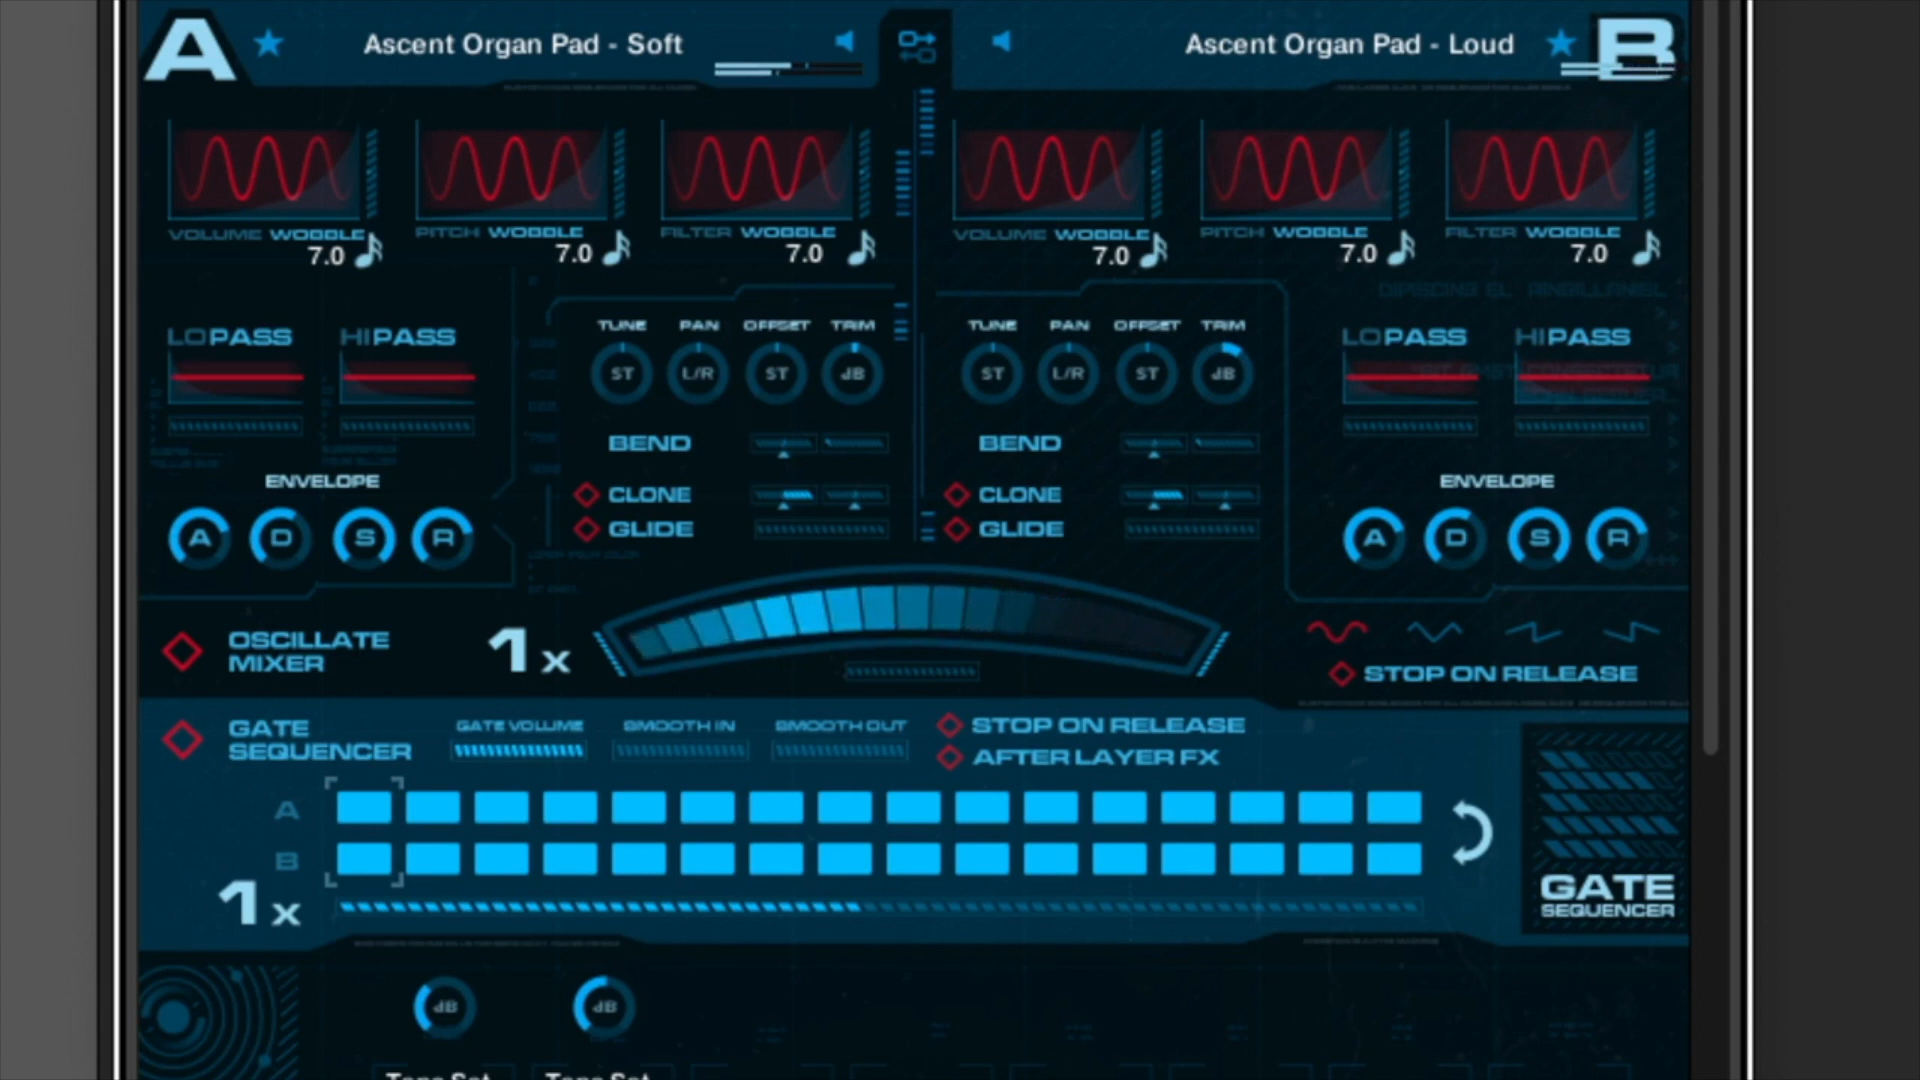 A Ascent Organ Pad - Soft Ascent Organ Pad - Loud B
VOLUME WOBBLE PITCH WOBBLE FILTER WOBBLE VOLUME WOBBLE PITCH WOBBLE FILTER WOBBLE
7.0 7.0 7.0 7.0 7.0 7.0
LOPASS HIPASS TUNE PAN OFFSET TRIM TUNE PAN OFFSET TRIM LOPASS HIPASS
ST L/R ST dB ST L/R ST dB
BEND BEND
ENVELOPE CLONE CLONE ENVELOPE
A D S R GLIDE GLIDE A D S R
OSCILLATE
MIXER
1x
STOP ON RELEASE
GATE
SEQUENCER
GATE VOLUME SMOOTH IN SMOOTH OUT STOP ON RELEASE
AFTER LAYER FX
A
B
1x
GATE
SEQUENCER
dB dB